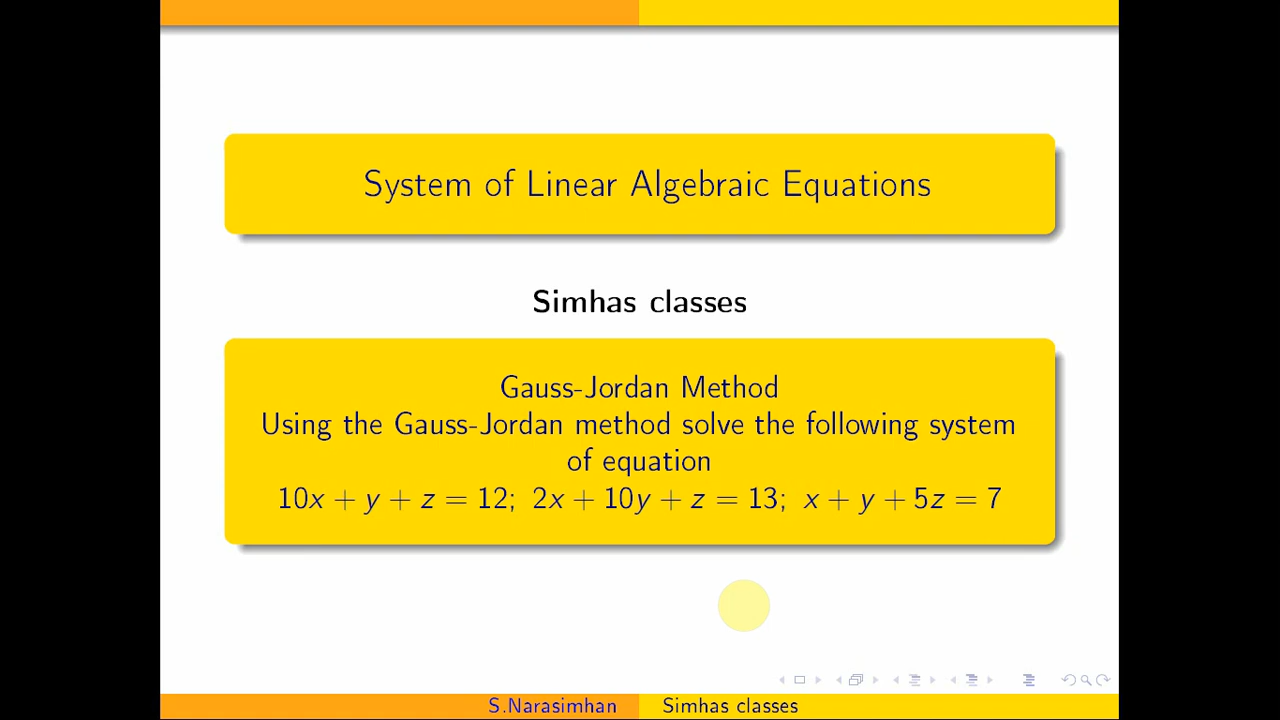 System of Linear Algebraic Equations
Simhas classes
Gauss-Jordan Method
Using the Gauss-Jordan method solve the following system
of equation
10x + y + z = 12; 2x + 10y + z = 13; x + y + 5z = 7
S.Narasimhan
Simhas classes